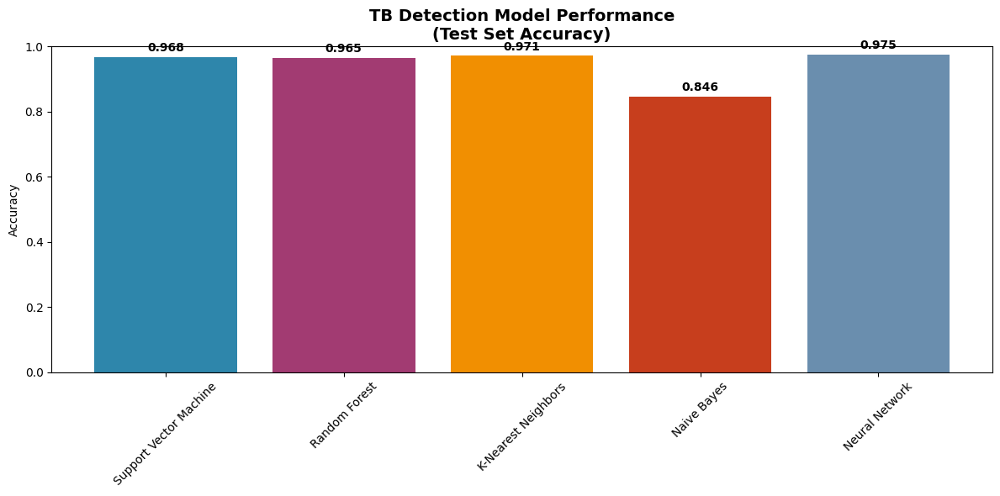 TB Detection Model Performance
(Test Set Accuracy)
0.968
0.965
0.971
0.846
0.975
1.0
0.8
0.6
0.4
0.2
0.0
Accuracy
Support Vector Machine
Random Forest
K-Nearest Neighbors
Naive Bayes
Neural Network